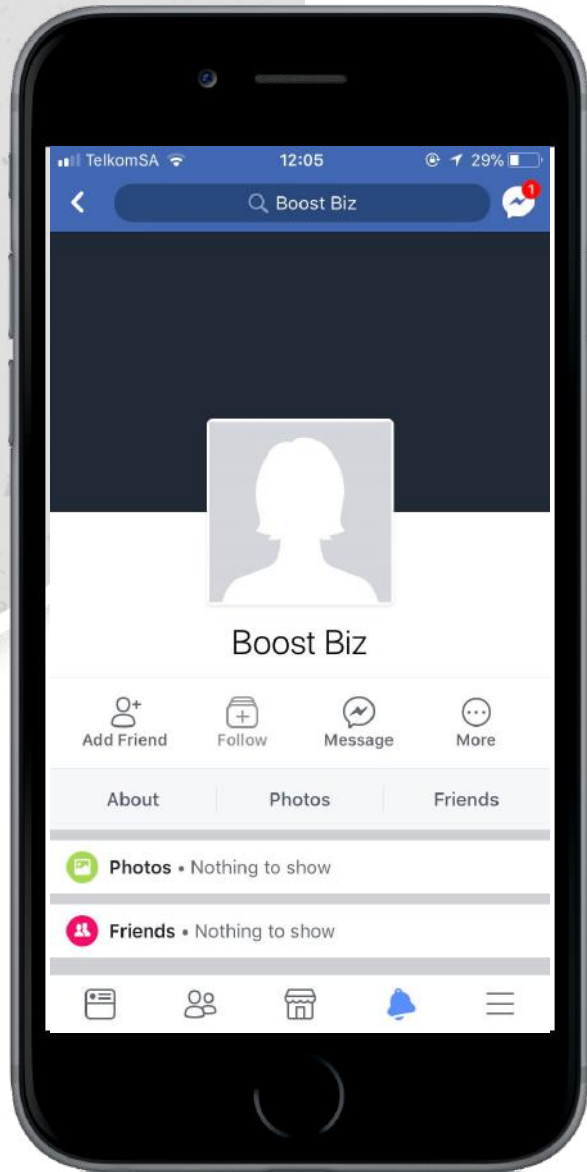 TelkomSA 12:05 29%
Boost Biz 1
Boost Biz
Add Friend Follow Message More
About Photos Friends
Photos • Nothing to show
Friends • Nothing to show